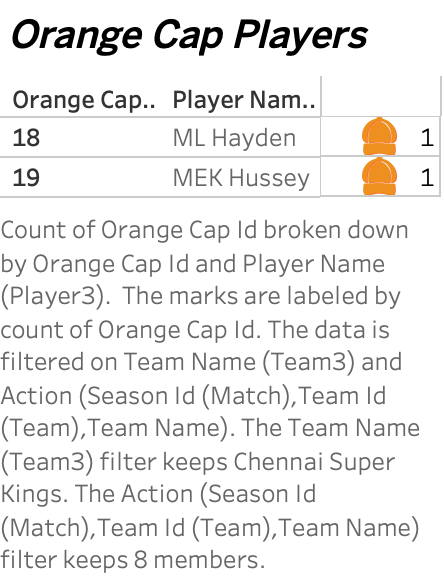 Orange Cap Players
Orange Cap.. Player Nam..
18 ML Hayden 1
19 MEK Hussey 1
Count of Orange Cap Id broken down
by Orange Cap Id and Player Name
(Player3).  The marks are labeled by
count of Orange Cap Id. The data is
filtered on Team Name (Team3) and
Action (Season Id (Match),Team Id
(Team),Team Name). The Team Name
(Team3) filter keeps Chennai Super
Kings. The Action (Season Id
(Match),Team Id (Team),Team Name)
filter keeps 8 members.